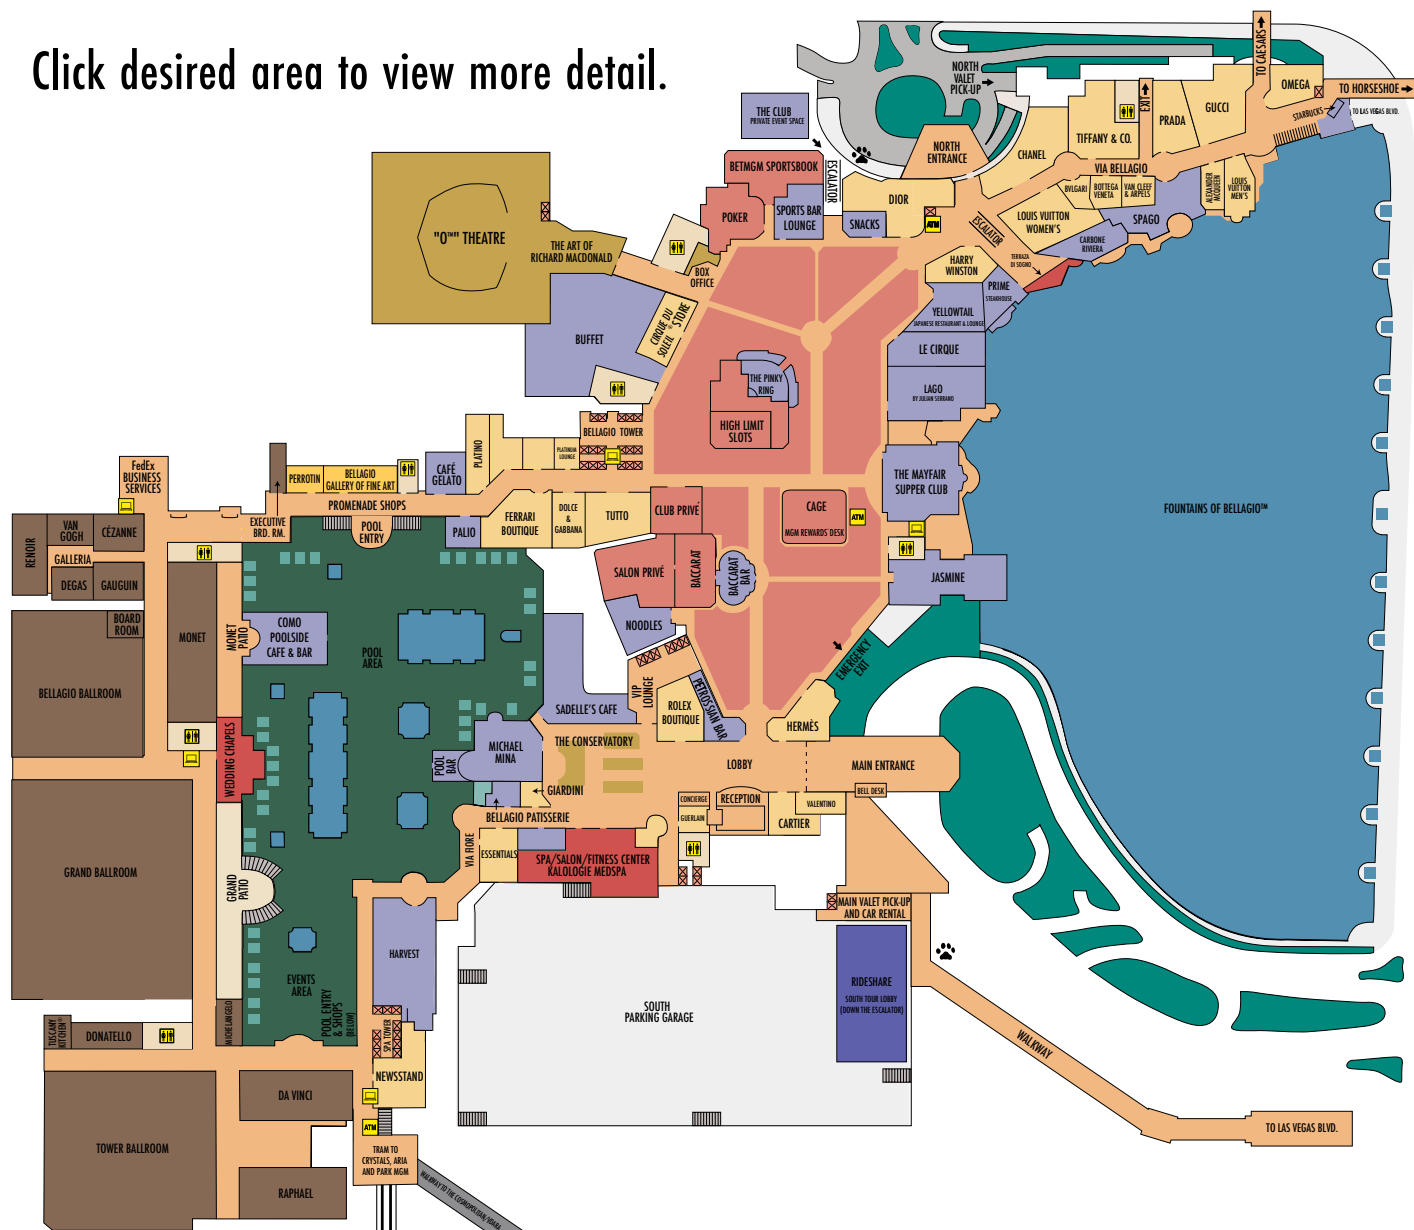 Click desired area to view more detail.
TO CAESARS
NORTH
VALET
PICK-UP
OMEGA
TO HORSESHOE
STARBUCKS
TO LAS VEGAS BLVD.
EXIT
GUCCI
PRADA
TIFFANY & CO.
CHANEL
THE CLUB
PRIVATE EVENT SPACE
NORTH
ENTRANCE
VIA BELLAGIO
BETMGM SPORTSBOOK
ESCALATOR
DIOR
BVLGARI
BOTTEGA
VENETA
VAN CLEEF
& ARPELS
ALEXANDER
MCQUEEN
LOUIS
VUITTON
MEN'S
POKER
SPORTS BAR
LOUNGE
SNACKS
ATM
ESCALATOR
LOUIS VUITTON
WOMEN'S
SPAGO
CARBONE
RIVIERA
"O™" THEATRE
THE ART OF
RICHARD MACDONALD
BOX
OFFICE
HARRY
WINSTON
TERRAZA
DI SOGNO
PRIME
STEAKHOUSE
YELLOWTAIL
JAPANESE RESTAURANT & LOUNGE
CIRQUE DU
SOLEIL®
STORE
BUFFET
LE CIRQUE
THE PINKY
RING
LAGO
BY JULIAN SERRANO
HIGH LIMIT
SLOTS
BELLAGIO TOWER
PLATINO
PLATINUM
LOUNGE
FedEx
BUSINESS
SERVICES
PERROTIN
BELLAGIO
GALLERY OF FINE ART
CAFÉ
GELATO
THE MAYFAIR
SUPPER CLUB
FOUNTAINS OF BELLAGIO™
PROMENADE SHOPS
EXECUTIVE
BRD. RM.
POOL
ENTRY
PALIO
FERRARI
BOUTIQUE
DOLCE
&
GABBANA
TUTTO
CLUB PRIVÉ
CAGE
MGM REWARDS DESK
ATM
RENOIR
VAN
GOGH
CÉZANNE
GALLERIA
DEGAS
GAUGUIN
SALON PRIVÉ
BACCARAT
BACCARAT
BAR
JASMINE
BOARD
ROOM
MONET
MONET
PATIO
COMO
POOLSIDE
CAFE & BAR
POOL
AREA
NOODLES
EMERGENCY
EXIT
BELLAGIO BALLROOM
VIP
LOUNGE
PETROSSIAN BAR
ROLEX
BOUTIQUE
SADELLE'S CAFE
HERMÈS
WEDDING CHAPELS
MICHAEL
MINA
POOL
BAR
THE CONSERVATORY
LOBBY
MAIN ENTRANCE
GIARDINI
BELL DESK
CONCIERGE
RECEPTION
VALENTINO
GUERLAIN
CARTIER
BELLAGIO PATISSERIE
VIA FIORE
ESSENTIALS
SPA/SALON/FITNESS CENTER
KALOLOGIE MEDSPA
GRAND BALLROOM
GRAND
PATIO
MAIN VALET PICK-UP
AND CAR RENTAL
HARVEST
EVENTS
AREA
RIDESHARE
SOUTH TOUR LOBBY
(DOWN THE ESCALATOR)
SOUTH
PARKING GARAGE
MICHELANGELO
POOL ENTRY
& SHOPS
(BELOW)
SPA TOWER
TUSCANY
KITCHEN®
DONATELLO
WALKWAY
NEWSSTAND
DA VINCI
ATM
TO LAS VEGAS BLVD.
TOWER BALLROOM
TRAM TO
CRYSTALS, ARIA
AND PARK MGM
RAPHAEL
WALKWAY TO THE COSMOPOLITAN/VDARA